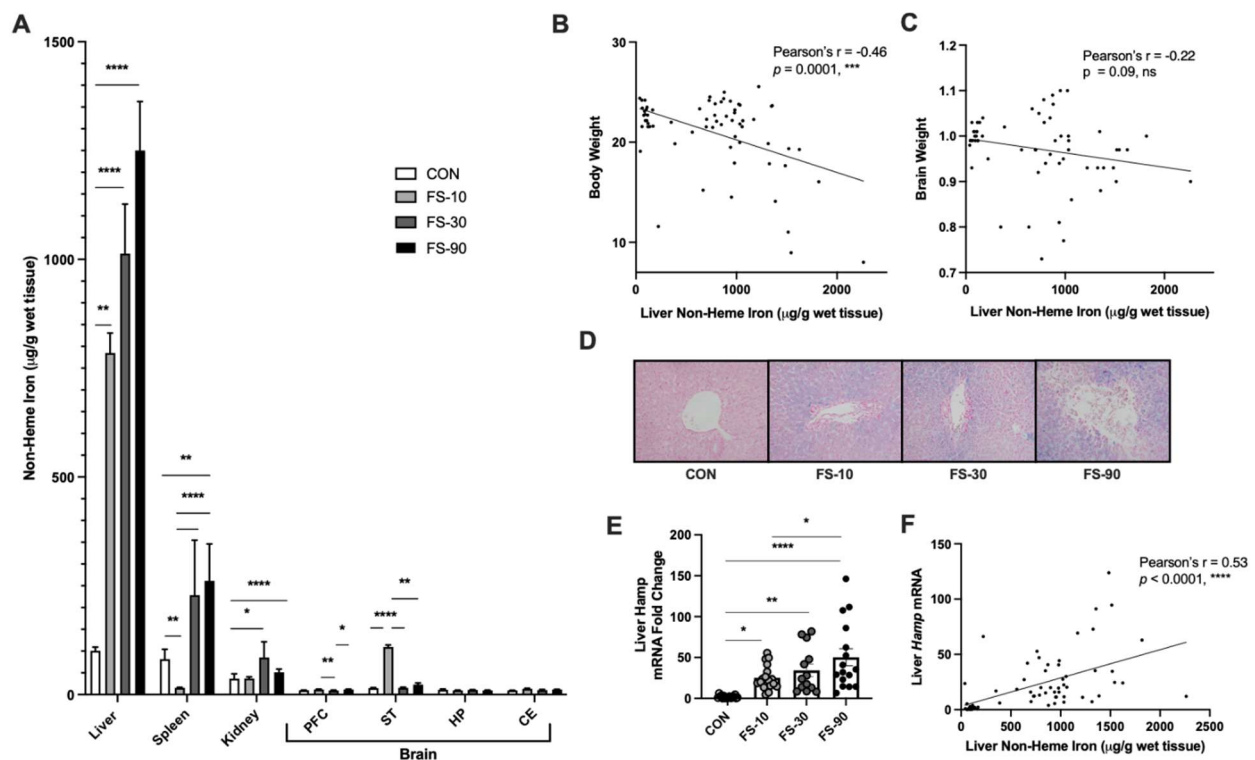 A
Non-Heme Iron (μg/g wet tissue)
1500
1000
500
0
****
****
**
**
****
**
****
*
**
*
****
**
CON
FS-10
FS-30
FS-90
Liver
Spleen
Kidney
PFC
ST
HP
CE
Brain
B
Body Weight
30
20
10
Pearson's r = -0.46
p = 0.0001, ***
0
1000
2000
Liver Non-Heme Iron (μg/g wet tissue)
C
Brain Weight
1.2
1.1
1.0
0.9
0.8
0.7
Pearson's r = -0.22
p = 0.09, ns
0
1000
2000
Liver Non-Heme Iron (μg/g wet tissue)
D
CON
FS-10
FS-30
FS-90
E
Liver Hamp
mRNA Fold Change
200
150
100
50
0
*
****
**
*
CON
FS-10
FS-30
FS-90
F
Liver Hamp mRNA
150
100
50
0
Pearson's r = 0.53
p < 0.0001, ****
0
500
1000
1500
2000
2500
Liver Non-Heme Iron (μg/g wet tissue)